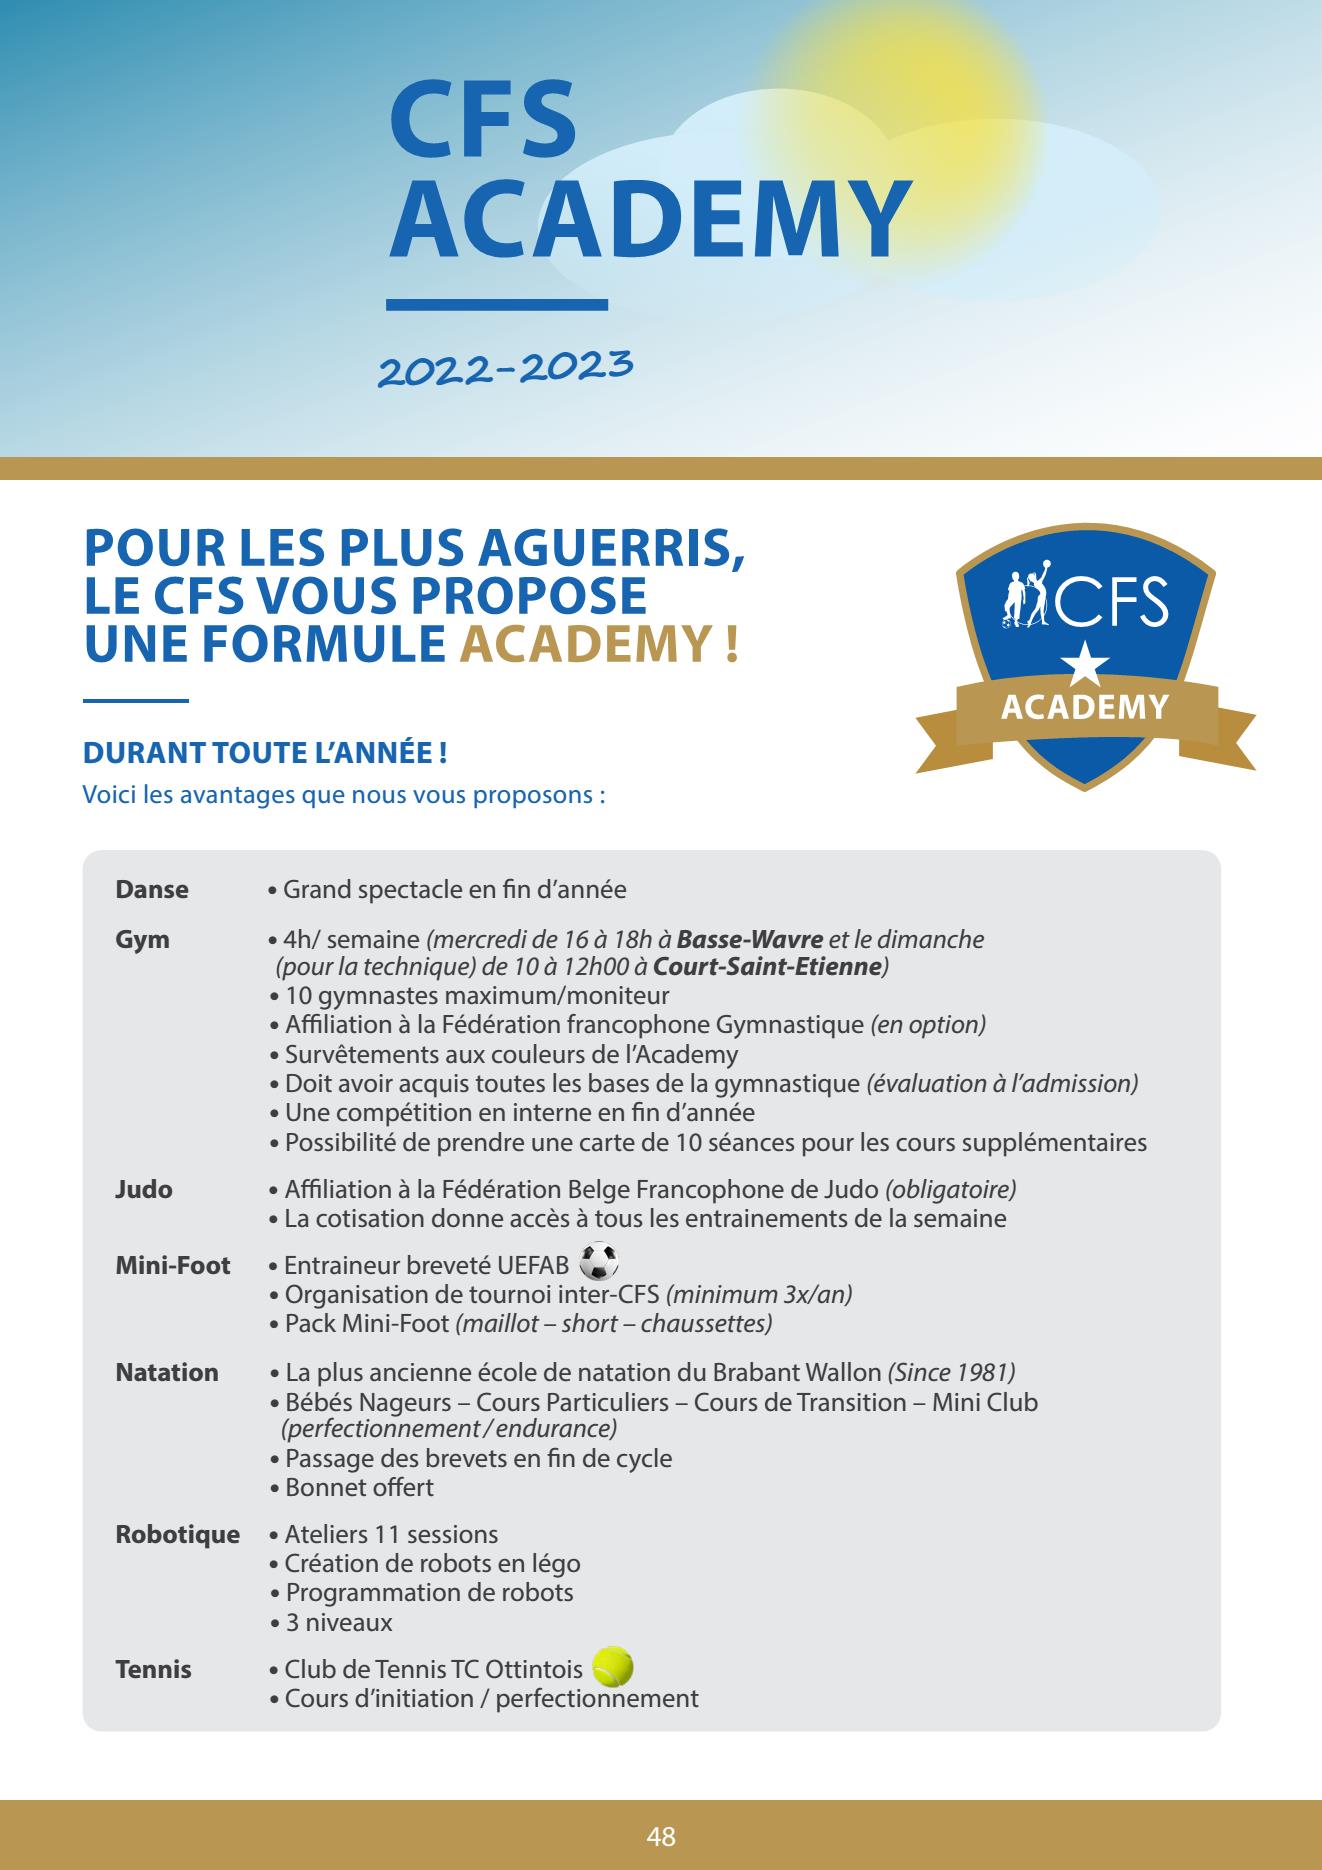 CFS
ACADEMY
2022-2023
POUR LES PLUS AGUERRIS,
LE CFS VOUS PROPOSE
UNE FORMULE ACADEMY !
CFS
ACADEMY
DURANT TOUTE L’ANNÉE !
Voici les avantages que nous vous proposons :
Danse • Grand spectacle en fin d’année
Gym • 4h/ semaine (mercredi de 16 à 18h à Basse-Wavre et le dimanche
(pour la technique) de 10 à 12h00 à Court-Saint-Etienne)
• 10 gymnastes maximum/moniteur
• Affiliation à la Fédération francophone Gymnastique (en option)
• Survêtements aux couleurs de l’Academy
• Doit avoir acquis toutes les bases de la gymnastique (évaluation à l’admission)
• Une compétition en interne en fin d’année
• Possibilité de prendre une carte de 10 séances pour les cours supplémentaires
Judo • Affiliation à la Fédération Belge Francophone de Judo (obligatoire)
• La cotisation donne accès à tous les entrainements de la semaine
Mini-Foot • Entraineur breveté UEFAB
• Organisation de tournoi inter-CFS (minimum 3x/an)
• Pack Mini-Foot (maillot – short – chaussettes)
Natation • La plus ancienne école de natation du Brabant Wallon (Since 1981)
• Bébés Nageurs – Cours Particuliers – Cours de Transition – Mini Club
(perfectionnement / endurance)
• Passage des brevets en fin de cycle
• Bonnet offert
Robotique • Ateliers 11 sessions
• Création de robots en légo
• Programmation de robots
• 3 niveaux
Tennis • Club de Tennis TC Ottintois
• Cours d’initiation / perfectionnement
48